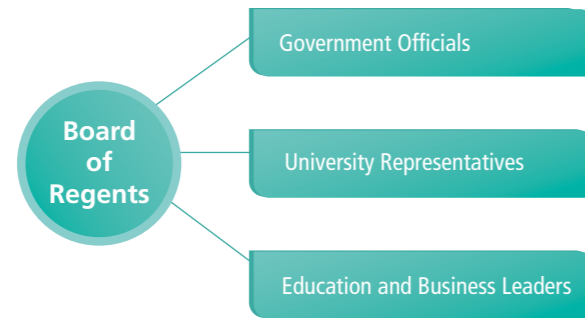 Board
of
Regents
Government Officials
University Representatives
Education and Business Leaders